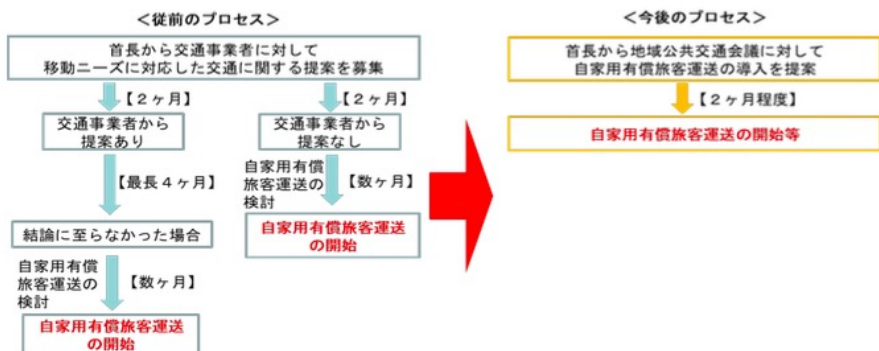 ＜従前のプロセス＞
首長から交通事業者に対して
移動ニーズに対応した交通に関する提案を募集
【２ヶ月】
【２ヶ月】
交通事業者から
提案あり
交通事業者から
提案なし
【最長４ヶ月】
自家用有償
旅客運送の
検討
【数ヶ月】
結論に至らなかった場合
自家用有償旅客運送
の開始
自家用有償
旅客運送の
検討
【数ヶ月】
自家用有償旅客運送
の開始
＜今後のプロセス＞
首長から地域公共交通会議に対して
自家用有償旅客運送の導入を提案
【２ヶ月程度】
自家用有償旅客運送の開始等